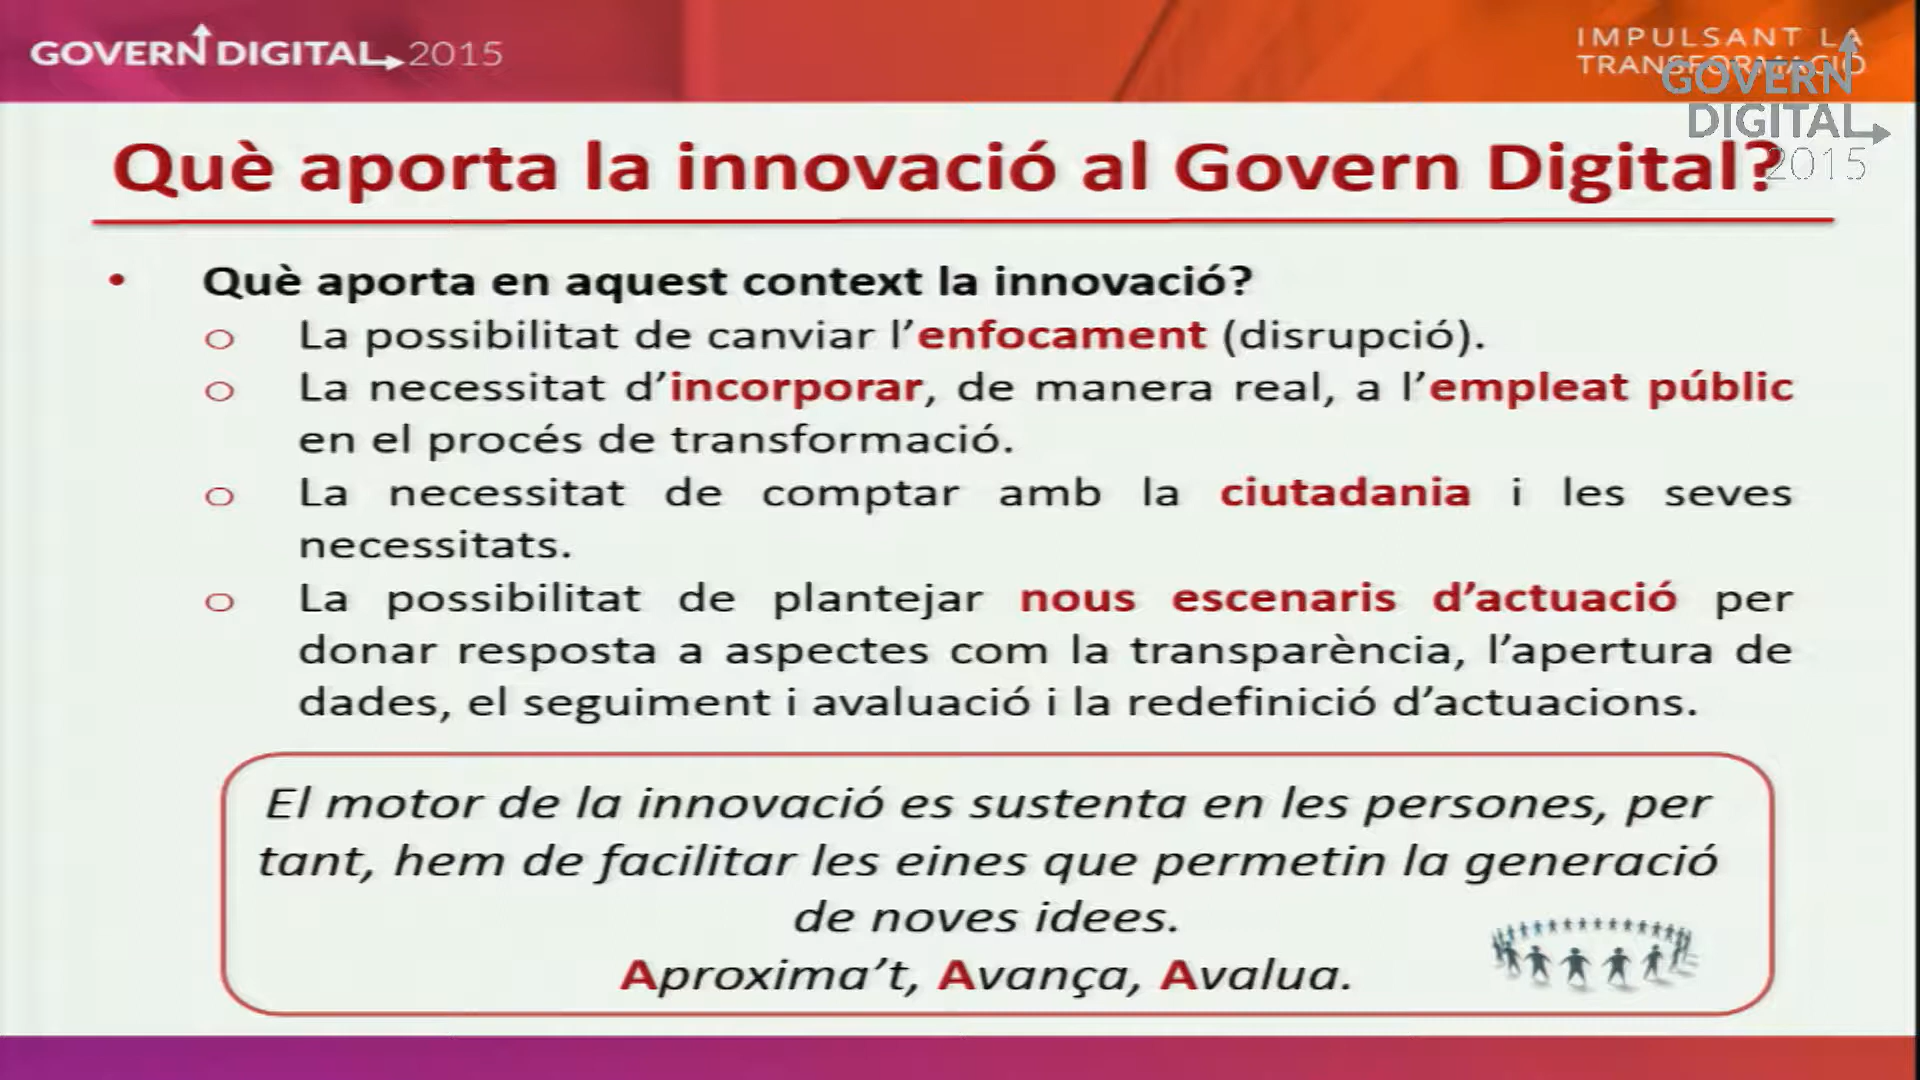 GOVERN DIGITAL 2015
IMPULSANT LA
TRANSFORMACIÓ
GOVERN
DIGITAL
2015
Què aporta la innovació al Govern Digital?
• Què aporta en aquest context la innovació?
o La possibilitat de canviar l’enfocament (disrupció).
o La necessitat d’incorporar, de manera real, a l’empleat públic
en el procés de transformació.
o La necessitat de comptar amb la ciutadania i les seves
necessitats.
o La possibilitat de plantejar nous escenaris d’actuació per
donar resposta a aspectes com la transparència, l’apertura de
dades, el seguiment i avaluació i la redefinició d’actuacions.
El motor de la innovació es sustenta en les persones, per
tant, hem de facilitar les eines que permetin la generació
de noves idees.
Aproxima’t, Avança, Avalua.